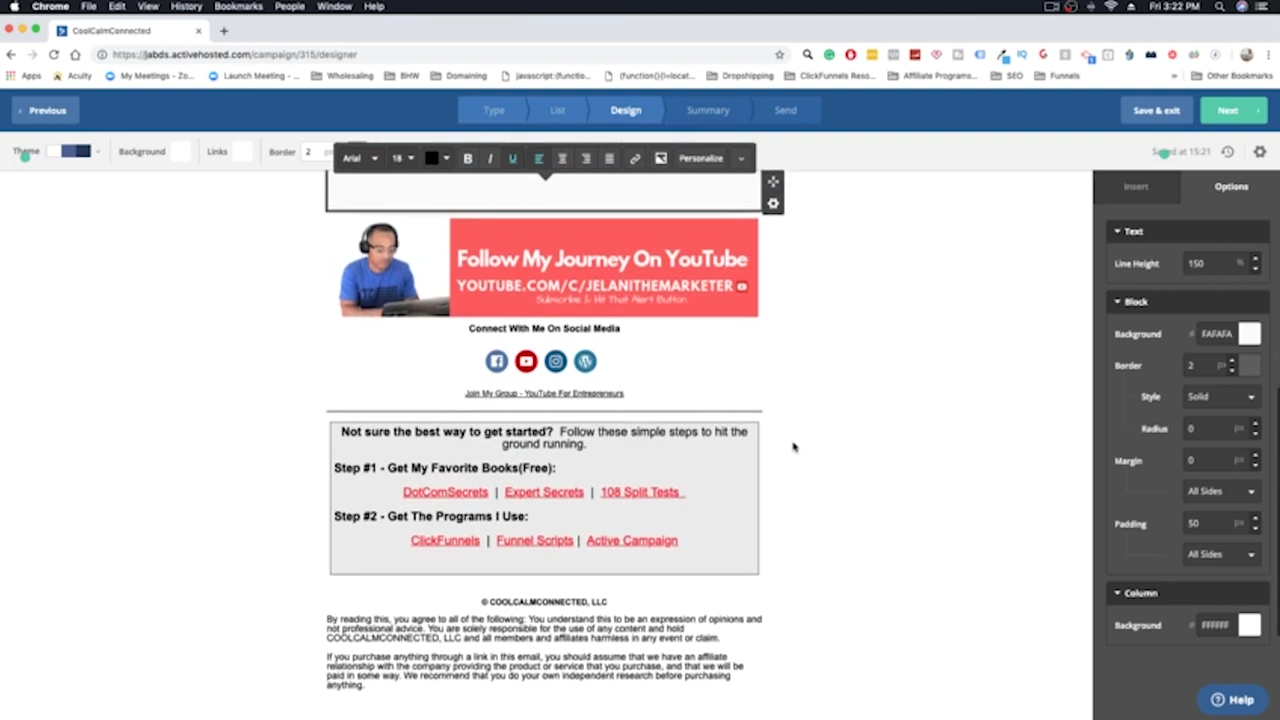 Chrome File Edit View History Bookmarks People Window Help Fri 3:22 PM
CoolCalmConnected
https://jabds.activehosted.com/campaign/315/designer
Apps Acuity My Meetings - Zo... Launch Meeting - ... Wholesaling BHW Domaining javascript:(functio... (function(){=locat... Dropshipping ClickFunnels Reso... Affiliate Programs... SEO Funnels » Other Bookmarks
‹ Previous Type List Design Summary Send Save & exit Next ›
Theme Background Links Border 2 Arial 18 B I U Personalize Saved at 15:21
Insert Options
Text
Line Height 150 %
Block
Background # FAFAFA
Border 2 px
Style Solid
Radius 0 px
Margin 0 px
All Sides
Padding 50 px
All Sides
Column
Background # FFFFFF
Help
Follow My Journey On YouTube
YOUTUBE.COM/C/JELANITHEMARKETER
Subscribe & Hit That Alert Button
Connect With Me On Social Media
Join My Group - YouTube For Entrepreneurs
Not sure the best way to get started? Follow these simple steps to hit the
ground running.
Step #1 - Get My Favorite Books(Free):
DotComSecrets | Expert Secrets | 108 Split Tests
Step #2 - Get The Programs I Use:
ClickFunnels | Funnel Scripts | Active Campaign
© COOLCALMCONNECTED, LLC
By reading this, you agree to all of the following: You understand this to be an expression of opinions and
not professional advice. You are solely responsible for the use of any content and hold
COOLCALMCONNECTED, LLC and all members and affiliates harmless in any event or claim.
If you purchase anything through a link in this email, you should assume that we have an affiliate
relationship with the company providing the product or service that you purchase, and that we will be
paid in some way. We recommend that you do your own independent research before purchasing
anything.